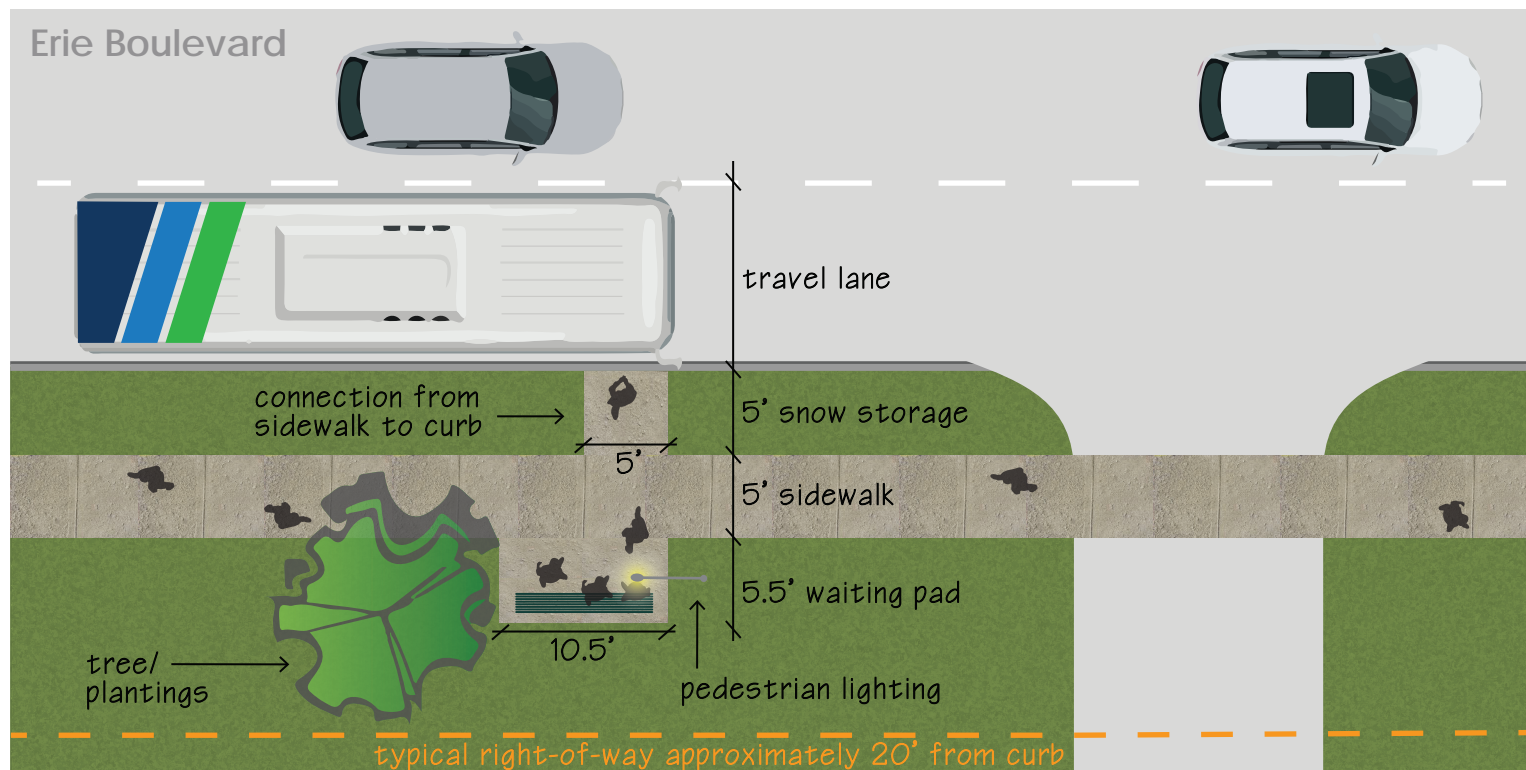 Erie Boulevard
travel lane
connection from
sidewalk to curb
5' snow storage
5'
5' sidewalk
5.5' waiting pad
10.5'
tree/
plantings
pedestrian lighting
typical right-of-way approximately 20' from curb